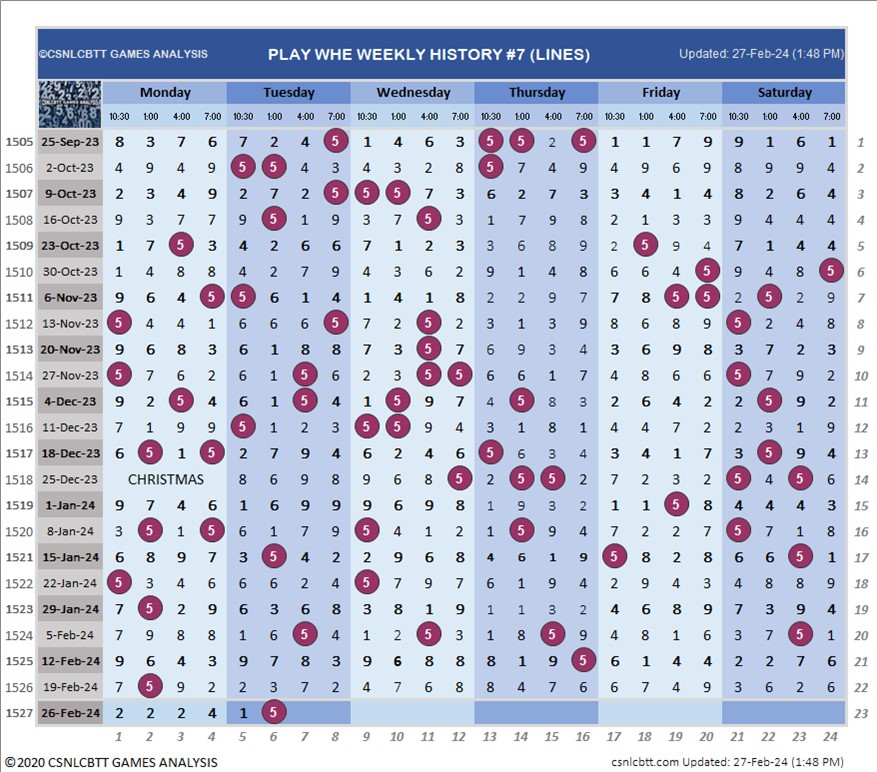 ©CSNLCBTT GAMES ANALYSIS PLAY WHE WEEKLY HISTORY #7 (LINES) Updated: 27-Feb-24 (1:48 PM)
Monday Tuesday Wednesday Thursday Friday Saturday
10:30 1:00 4:00 7:00 10:30 1:00 4:00 7:00 10:30 1:00 4:00 7:00 10:30 1:00 4:00 7:00 10:30 1:00 4:00 7:00 10:30 1:00 4:00 7:00
1505 25-Sep-23 8 3 7 6 7 2 4 5 1 4 6 3 5 5 2 5 1 1 7 9 9 1 6 1 1
1506 2-Oct-23 4 9 4 9 5 5 4 3 4 3 2 8 5 7 4 9 4 9 6 9 8 9 9 4 2
1507 9-Oct-23 2 3 4 9 2 7 2 5 5 5 7 3 6 2 7 3 3 4 1 4 8 2 6 4 3
1508 16-Oct-23 9 3 7 7 9 5 1 9 3 7 5 3 1 7 9 8 2 1 3 3 9 4 4 4 4
1509 23-Oct-23 1 7 5 3 4 2 6 6 7 1 2 3 3 6 8 9 2 5 9 4 7 1 4 4 5
1510 30-Oct-23 1 4 8 8 4 2 7 9 4 3 6 2 9 1 4 8 6 6 4 5 9 4 8 5 6
1511 6-Nov-23 9 6 4 5 5 6 1 4 1 4 1 8 2 2 9 7 7 8 5 5 2 5 2 9 7
1512 13-Nov-23 5 4 4 1 6 6 6 5 7 2 5 2 3 1 3 9 8 6 8 9 5 2 4 8 8
1513 20-Nov-23 9 6 8 3 6 1 8 8 7 3 5 7 6 9 3 4 3 6 9 8 3 7 2 3 9
1514 27-Nov-23 5 7 6 2 6 1 5 6 2 3 5 5 6 6 1 7 4 8 6 6 5 7 9 2 10
1515 4-Dec-23 9 2 5 4 6 1 5 4 1 5 9 7 4 5 8 3 2 6 4 2 2 5 9 2 11
1516 11-Dec-23 7 1 9 9 5 1 2 3 5 5 9 2 3 1 8 1 4 4 7 2 2 3 1 9 12
1517 18-Dec-23 6 5 1 5 2 7 9 4 6 2 4 6 5 6 3 4 3 4 1 7 3 5 9 4 13
1518 25-Dec-23 CHRISTMAS 8 6 9 8 9 6 8 5 2 5 5 2 7 2 3 2 5 4 5 6 14
1519 1-Jan-24 9 7 4 6 1 6 9 9 9 6 9 8 1 9 3 2 1 1 5 8 4 4 4 3 15
1520 8-Jan-24 3 5 1 5 6 1 7 9 5 4 1 2 1 5 9 4 7 2 2 7 5 7 1 8 16
1521 15-Jan-24 6 8 9 7 3 5 4 2 2 9 6 8 4 6 1 9 5 8 2 8 6 6 5 1 17
1522 22-Jan-24 5 3 4 6 6 6 2 4 5 7 9 7 6 1 9 4 2 9 4 3 4 8 8 9 18
1523 29-Jan-24 7 5 2 9 6 3 6 8 3 8 1 9 1 1 3 2 4 6 8 9 7 3 9 4 19
1524 5-Feb-24 7 9 8 8 1 6 5 4 1 2 5 3 1 8 5 9 4 8 1 6 3 7 5 1 20
1525 12-Feb-24 9 6 4 3 9 7 8 3 9 6 8 8 8 1 9 5 6 1 4 4 2 2 7 6 21
1526 19-Feb-24 7 5 9 2 2 3 7 2 4 7 6 8 8 4 7 6 6 7 4 9 3 6 2 6 22
1527 26-Feb-24 2 2 2 4 1 5 23
1 2 3 4 5 6 7 8 9 10 11 12 13 14 15 16 17 18 19 20 21 22 23 24
©2020 CSNLCBTT GAMES ANALYSIS csnlcbtt.com Updated: 27-Feb-24 (1:48 PM)